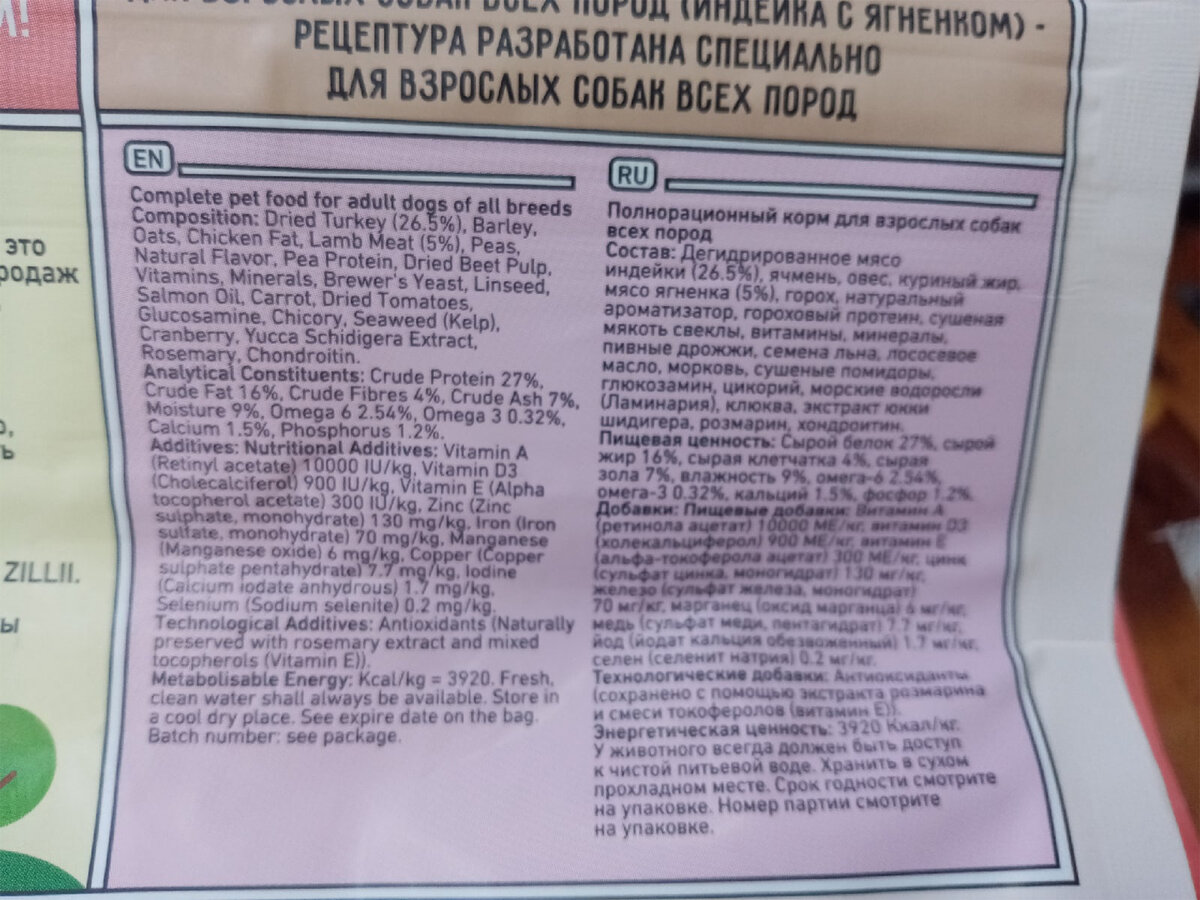 ДЛЯ ВЗРОСЛЫХ СОБАК ВСЕХ ПОРОД (ИНДЕЙКА С ЯГНЕНКОМ) -
РЕЦЕПТУРА РАЗРАБОТАНА СПЕЦИАЛЬНО
ДЛЯ ВЗРОСЛЫХ СОБАК ВСЕХ ПОРОД
это
родаж
ZILLII.
EN
Complete pet food for adult dogs of all breeds
Composition: Dried Turkey (26.5%), Barley,
Oats, Chicken Fat, Lamb Meat (5%), Peas,
Natural Flavor, Pea Protein, Dried Beet Pulp,
Vitamins, Minerals, Brewer's Yeast, Linseed,
Salmon Oil, Carrot, Dried Tomatoes,
Glucosamine, Chicory, Seaweed (Kelp),
Cranberry, Yucca Schidigera Extract,
Rosemary, Chondroitin.
Analytical Constituents: Crude Protein 27%,
Crude Fat 16%, Crude Fibres 4%, Crude Ash 7%,
Moisture 9%, Omega 6 2.54%, Omega 3 0.32%,
Calcium 1.5%, Phosphorus 1.2%.
Additives: Nutritional Additives: Vitamin A
(Retinyl acetate) 10000 IU/kg, Vitamin D3
(Cholecalciferol) 900 IU/kg, Vitamin E (Alpha
tocopherol acetate) 300 IU/kg, Zinc (Zinc
sulphate, monohydrate) 130 mg/kg, Iron (Iron
sulfate, monohydrate) 70 mg/kg, Manganese
(Manganese oxide) 6 mg/kg, Copper (Copper
sulphate pentahydrate) 7.7 mg/kg, Iodine
(Calcium iodate anhydrous) 1.7 mg/kg,
Selenium (Sodium selenite) 0.2 mg/kg.
Technological Additives: Antioxidants (Naturally
preserved with rosemary extract and mixed
tocopherols (Vitamin E)).
Metabolisable Energy: Kcal/kg = 3920. Fresh,
clean water shall always be available. Store in
a cool dry place. See expire date on the bag.
Batch number: see package.
RU
Полнорационный корм для взрослых собак
всех пород
Состав: Дегидрированное мясо
индейки (26.5%), ячмень, овес, куриный жир,
мясо ягненка (5%), горох, натуральный
ароматизатор, гороховый протеин, сушеная
мякоть свеклы, витамины, минералы,
пивные дрожжи, семена льна, лососевое
масло, морковь, сушеные помидоры,
глюкозамин, цикорий, морские водоросли
(Ламинария), клюква, экстракт юкки
шидигера, розмарин, хондроитин.
Пищевая ценность: Сырой белок 27%, сырой
жир 16%, сырая клетчатка 4%, сырая
зола 7%, влажность 9%, омега-6 2.54%,
омега-3 0.32%, кальций 1.5%, фосфор 1.2%.
Добавки: Пищевые добавки: Витамин А
(ретинола ацетат) 10000 МЕ/кг, витамин D3
(холекальциферол) 900 МЕ/кг, витамин Е
(альфа-токоферола ацетат) 300 МЕ/кг, цинк
(сульфат цинка, моногидрат) 130 мг/кг,
железо (сульфат железа, моногидрат)
70 мг/кг, марганец (оксид марганца) 6 мг/кг,
медь (сульфат меди, пентагидрат) 7.7 мг/кг,
йод (йодат кальция обезвоженный) 1.7 мг/кг,
селен (селенит натрия) 0.2 мг/кг.
Технологические добавки: Антиоксиданты
(сохранено с помощью экстракта розмарина
и смеси токоферолов (витамин Е)).
Энергетическая ценность: 3920 Ккал/кг.
У животного всегда должен быть доступ
к чистой питьевой воде. Хранить в сухом
прохладном месте. Срок годности смотрите
на упаковке. Номер партии смотрите
на упаковке.